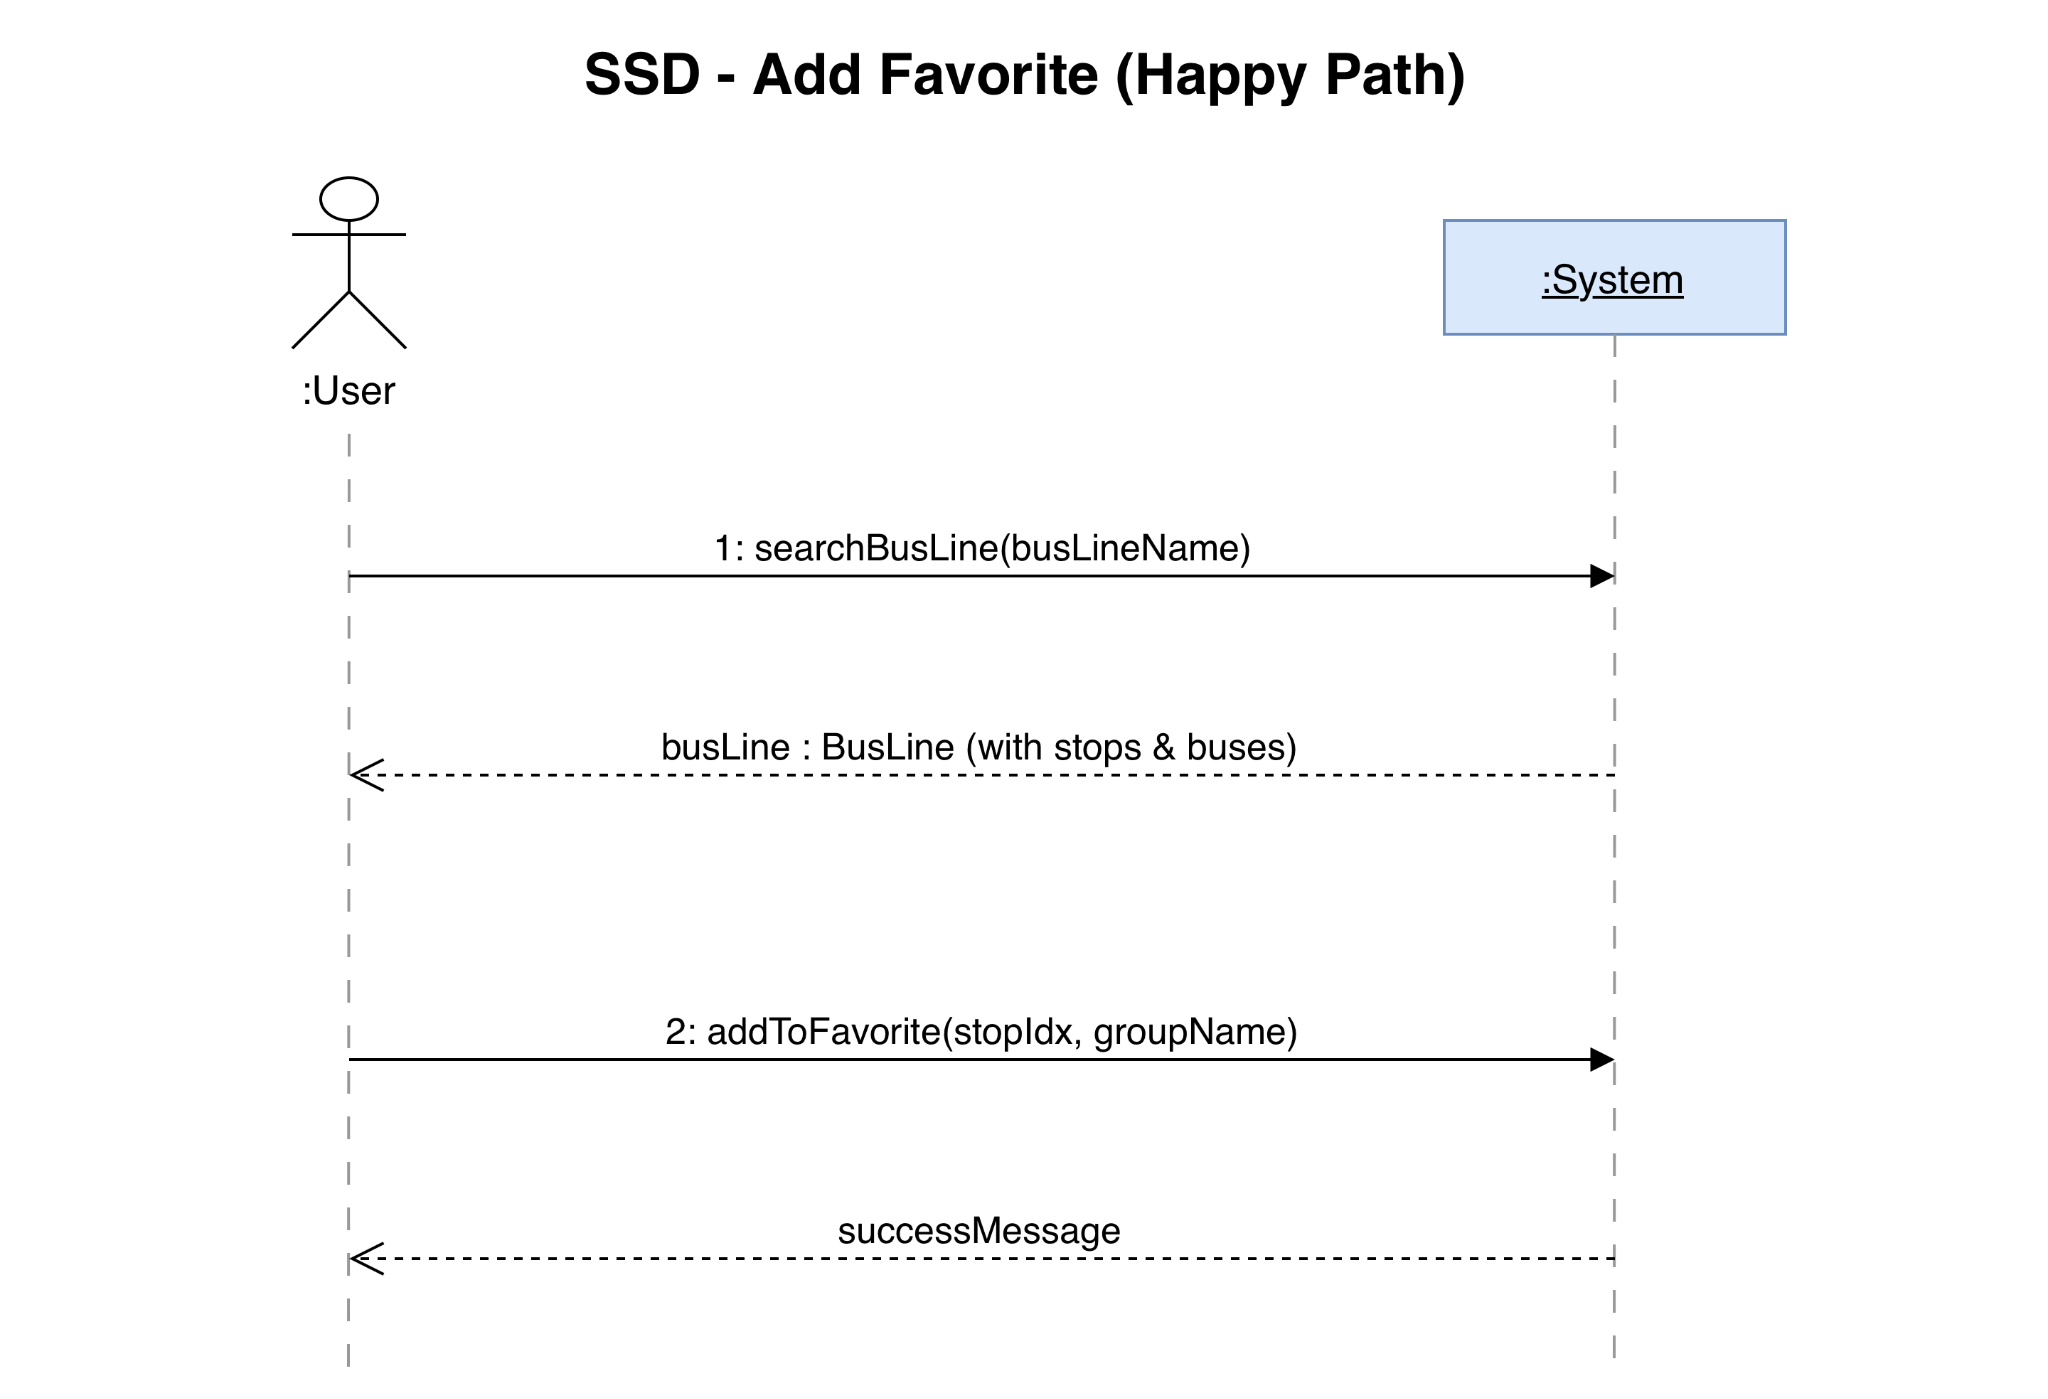 SSD - Add Favorite (Happy Path)
:System
:User
1: searchBusLine(busLineName)
busLine : BusLine (with stops & buses)
2: addToFavorite(stopIdx, groupName)
successMessage